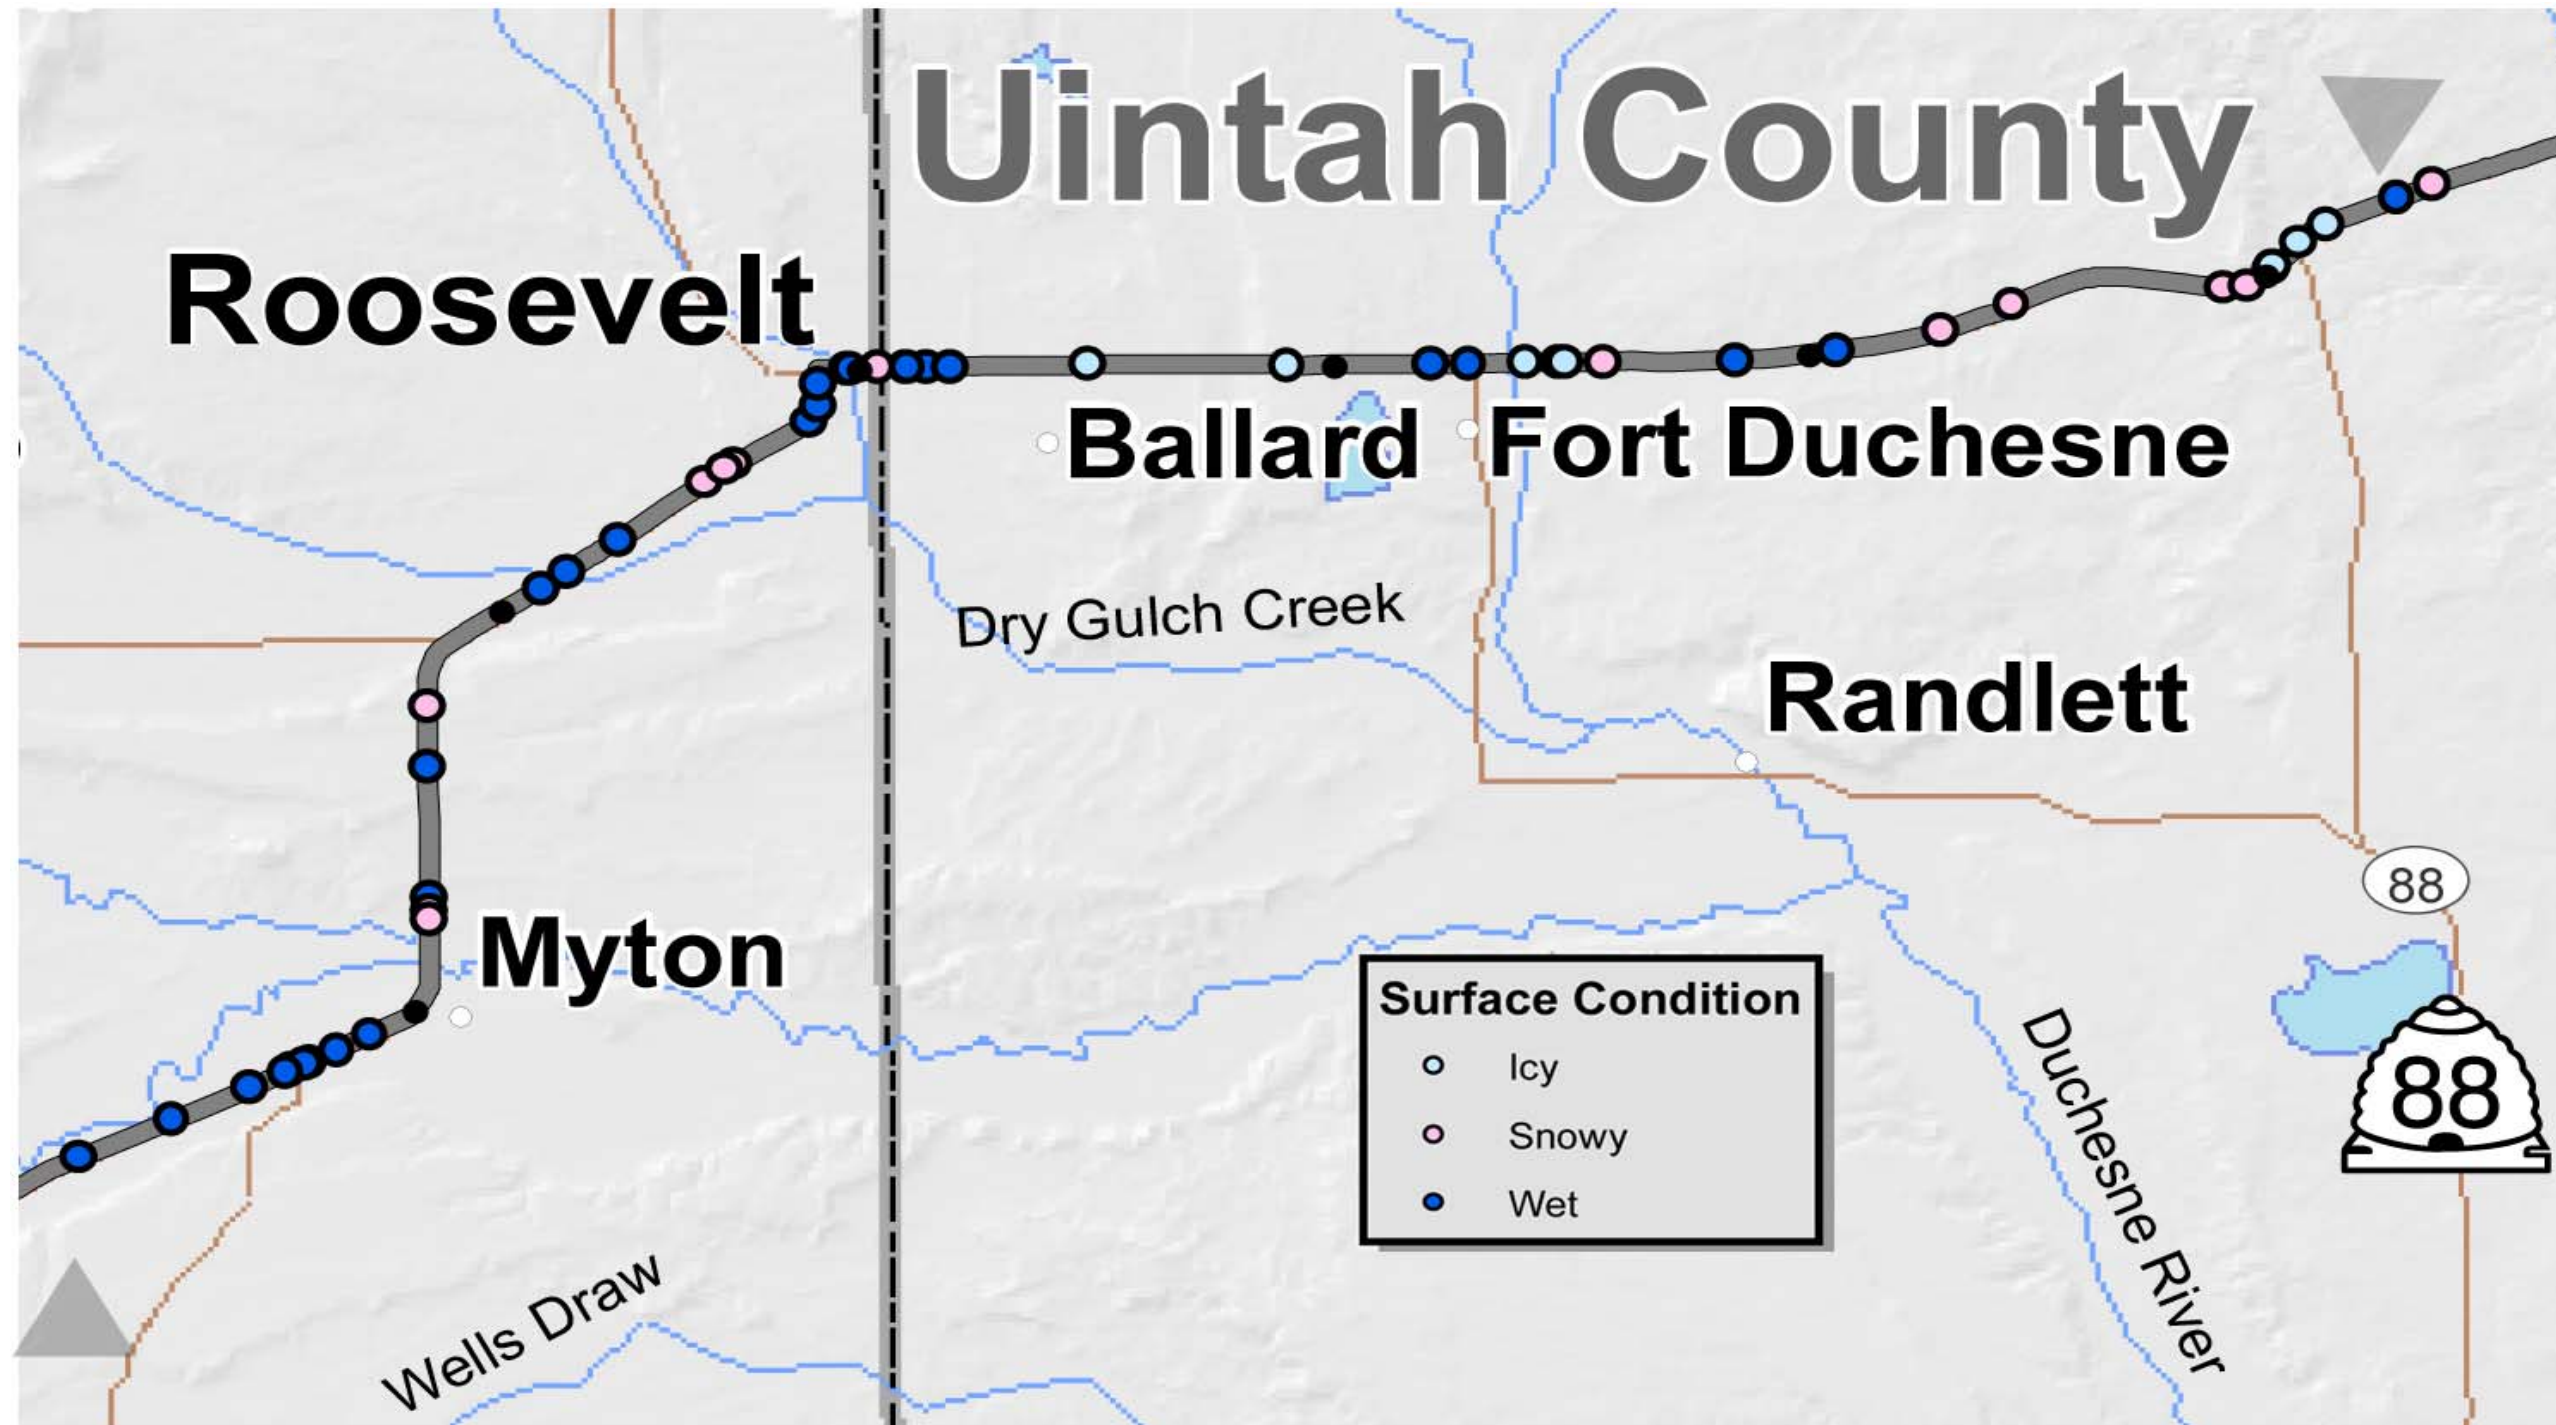 Uintah County
Roosevelt
Ballard
Fort Duchesne
Dry Gulch Creek
Randlett
88
Myton
Surface Condition
Icy
Snowy
Wet
88
Duchesne River
Wells Draw